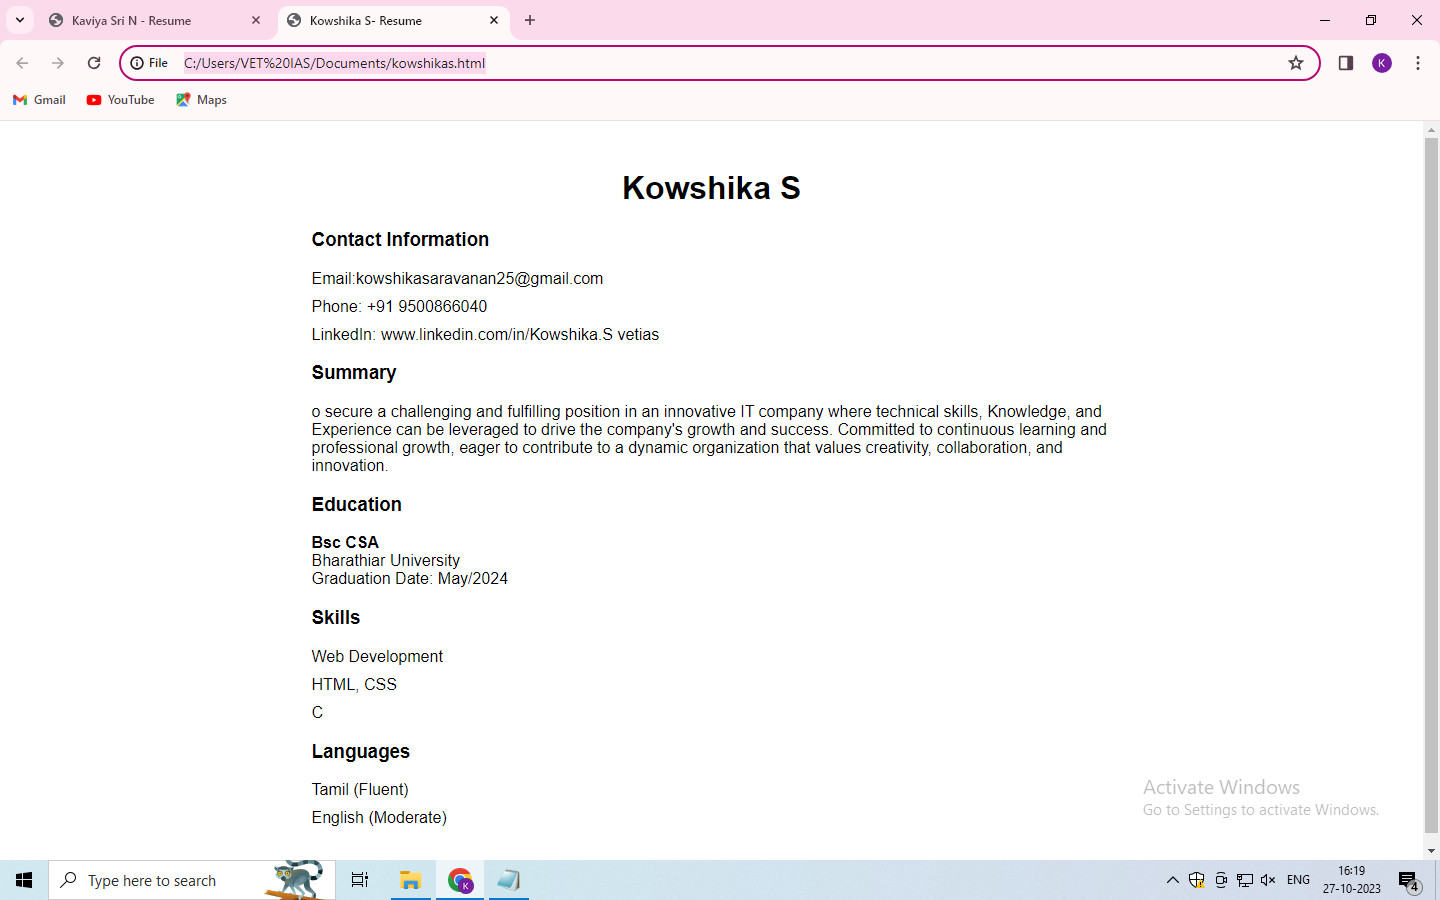 Kaviya Sri N - Resume
Kowshika S- Resume
File C:/Users/VET%20IAS/Documents/kowshikas.html
K
Gmail YouTube Maps
Kowshika S
Contact Information
Email:kowshikasaravanan25@gmail.com
Phone: +91 9500866040
LinkedIn: www.linkedin.com/in/Kowshika.S vetias
Summary
o secure a challenging and fulfilling position in an innovative IT company where technical skills, Knowledge, and
Experience can be leveraged to drive the company's growth and success. Committed to continuous learning and
professional growth, eager to contribute to a dynamic organization that values creativity, collaboration, and
innovation.
Education
Bsc CSA
Bharathiar University
Graduation Date: May/2024
Skills
Web Development
HTML, CSS
C
Languages
Tamil (Fluent)
English (Moderate)
Activate Windows
Go to Settings to activate Windows.
Type here to search
K
ENG
16:19
27-10-2023
4